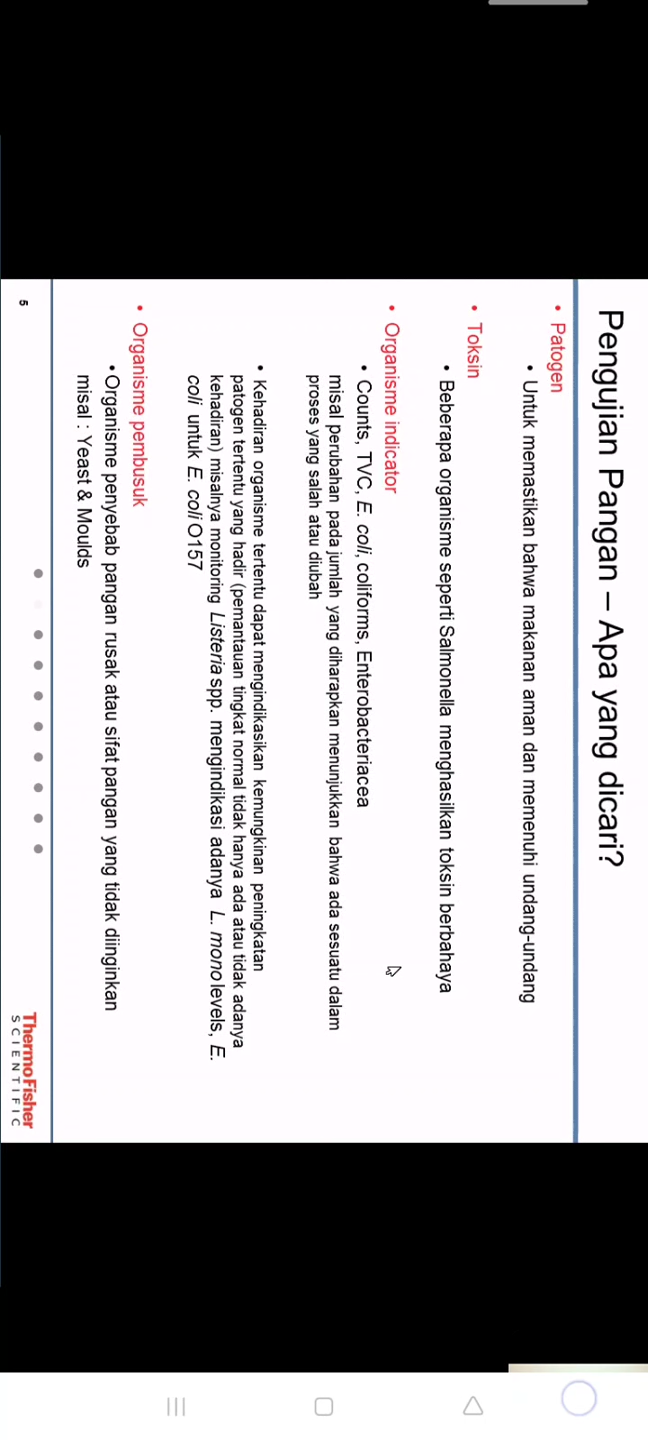 Pengujian Pangan – Apa yang dicari?
• Patogen
• Untuk memastikan bahwa makanan aman dan memenuhi undang-undang
• Toksin
• Beberapa organisme seperti Salmonella menghasilkan toksin berbahaya
• Organisme indicator
• Counts, TVC, E. coli, coliforms, Enterobacteriacea
misal perubahan pada jumlah yang diharapkan menunjukkan bahwa ada sesuatu dalam
proses yang salah atau diubah
• Kehadiran organisme tertentu dapat mengindikasikan kemungkinan peningkatan
patogen tertentu yang hadir (pemantauan tingkat normal tidak hanya ada atau tidak adanya
kehadiran) misalnya monitoring Listeria spp. mengindikasi adanya L. mono levels, E.
coli untuk E. coli O157
• Organisme pembusuk
• Organisme penyebab pangan rusak atau sifat pangan yang tidak diinginkan
misal : Yeast & Moulds
5
ThermoFisher
SCIENTIFIC